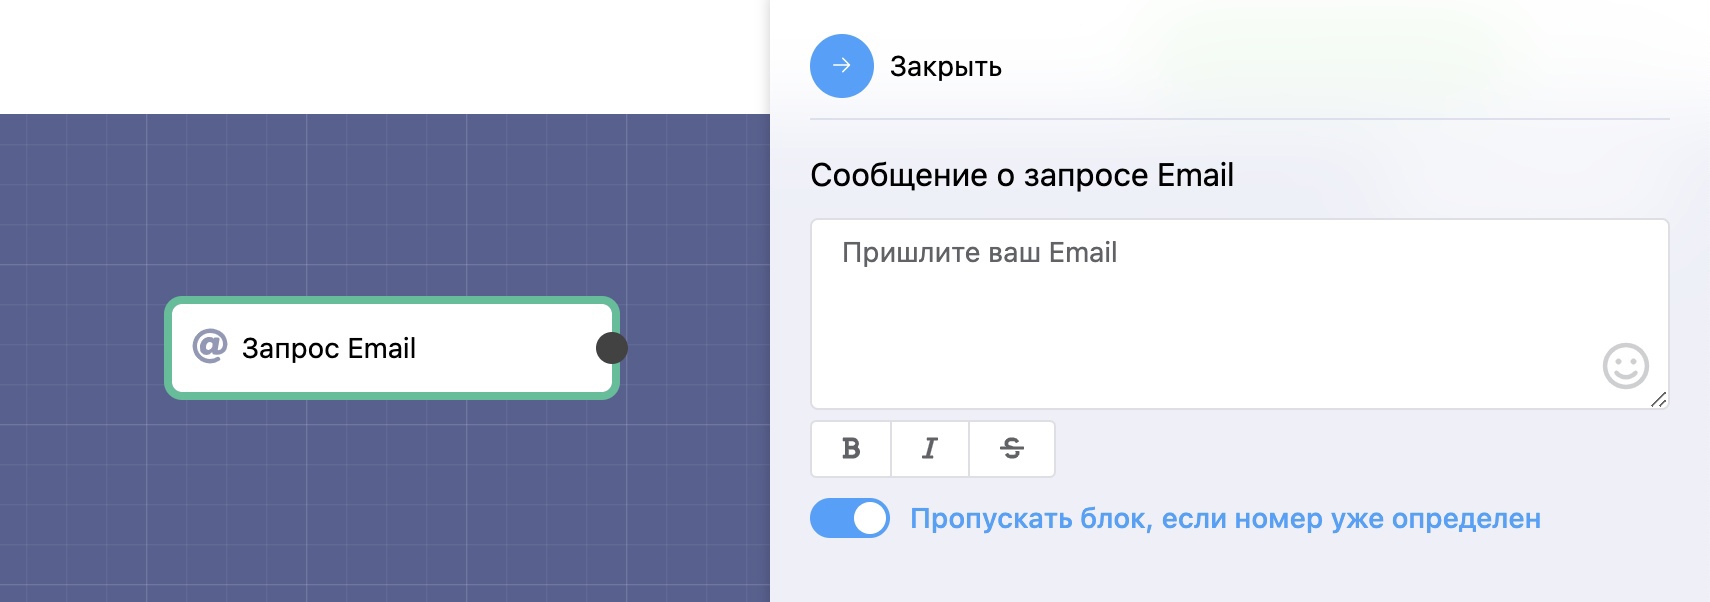 Закрыть
Сообщение о запросе Email
Пришлите ваш Email
@ Запрос Email
B I S
Пропускать блок, если номер уже определен